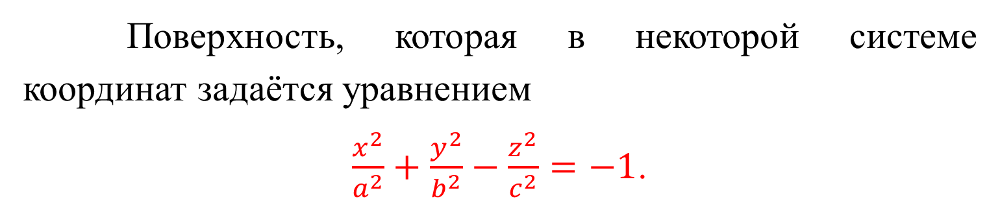 Поверхность, которая в некоторой системе
координат задаётся уравнением
x²/a² + y²/b² − z²/c² = −1.